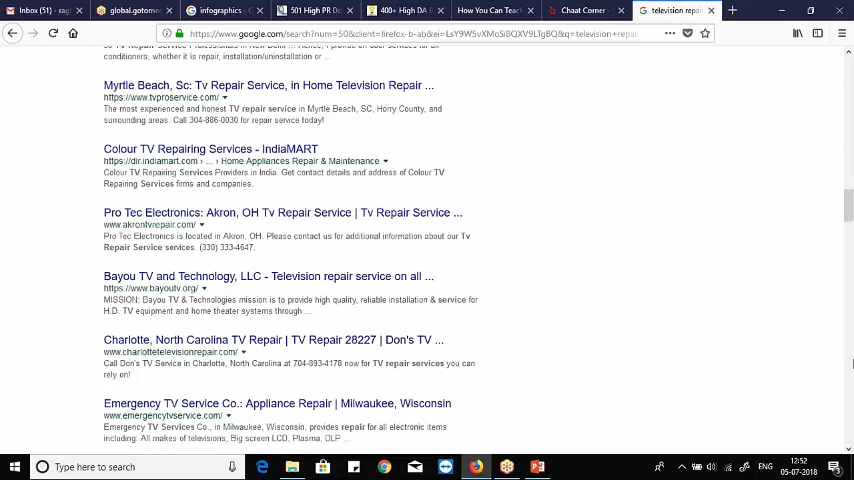 Inbox (51) - rag
global.gotomee
infographics - G
501 High PR Do
400+ High DA B
How You Can Teac
Chaat Corner -
television repai
https://www.google.com/search?num=50&client=firefox-b-ab&ei=
=television+repai
conditioners, whether it is repair, installation/uninstallation or
further ...
Myrtle Beach, Sc: Tv Repair Service, in Home Television Repair ...
https://www.tvproservice.com/
The most experienced and honest TV repair service in Myrtle Beach, SC, Horry County, and
surrounding areas. Call 304-886-0030 for repair service today!
Colour TV Repairing Services - IndiaMART
https://dir.indiamart.com › ... › Home Appliances Repair & Maintenance
Colour TV Repairing Services Providers in India. Get contact details and address of Colour TV
Repairing Services firms and companies.
Pro Tec Electronics: Akron, OH Tv Repair Service | Tv Repair Service ...
www.akrontvrepair.com/
Pro Tec Electronics is located in Akron, OH. Please contact us for additional information about our Tv
Repair Service services. (330) 333-4647.
Bayou TV and Technology, LLC - Television repair service on all ...
https://www.bayoutv.org/
MISSION: Bayou TV & Technologies mission is to provide high quality, reliable installation & service for
H.D. TV equipment and home theater systems through ...
Charlotte, North Carolina TV Repair | TV Repair 28227 | Don's TV ...
www.charlottetelevisionrepair.com/
Call Don's TV Service in Charlotte, North Carolina at 704-893-4178 now for TV repair services you can
rely on!
Emergency TV Service Co.: Appliance Repair | Milwaukee, Wisconsin
www.emergencytvservice.com/
Emergency TV Services Co., in Milwaukee, Wisconsin, provides repair for all electronic items
including: All makes of televisions, Big screen LCD, Plasma, DLP ...
Type here to search
ENG
12:52
05-07-2018
3